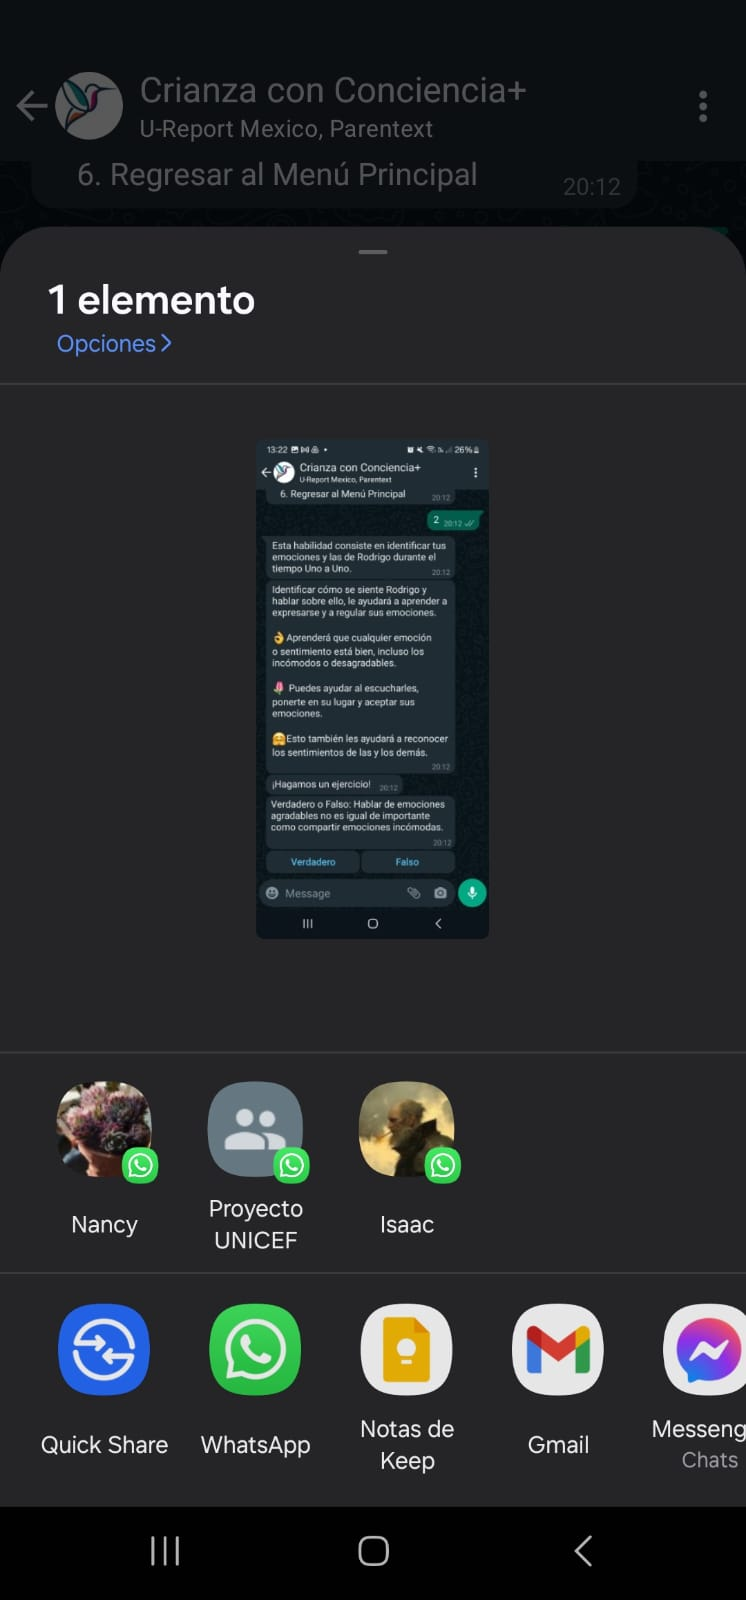 Crianza con Conciencia+
U-Report Mexico, Parentext
6. Regresar al Menú Principal
20:12
1 elemento
Opciones
13:22
26%
Crianza con Conciencia+
U-Report Mexico, Parentext
6. Regresar al Menú Principal
20:12
2 20:12
Esta habilidad consiste en identificar tus
emociones y las de Rodrigo durante el
tiempo Uno a Uno.
20:12
Identificar cómo se siente Rodrigo y
hablar sobre ello, le ayudará a aprender a
expresarse y a regular sus emociones.
👌Aprenderá que cualquier emoción
o sentimiento está bien, incluso los
incómodos o desagradables.
🌷 Puedes ayudar al escucharles,
ponerte en su lugar y aceptar sus
emociones.
🤗Esto también les ayudará a reconocer
los sentimientos de las y los demás.
20:12
¡Hagamos un ejercicio! 20:12
Verdadero o Falso: Hablar de emociones
agradables no es igual de importante
como compartir emociones incómodas.
20:12
Verdadero Falso
Message
Nancy
Proyecto
UNICEF
Isaac
Quick Share
WhatsApp
Notas de
Keep
Gmail
Messeng
Chats